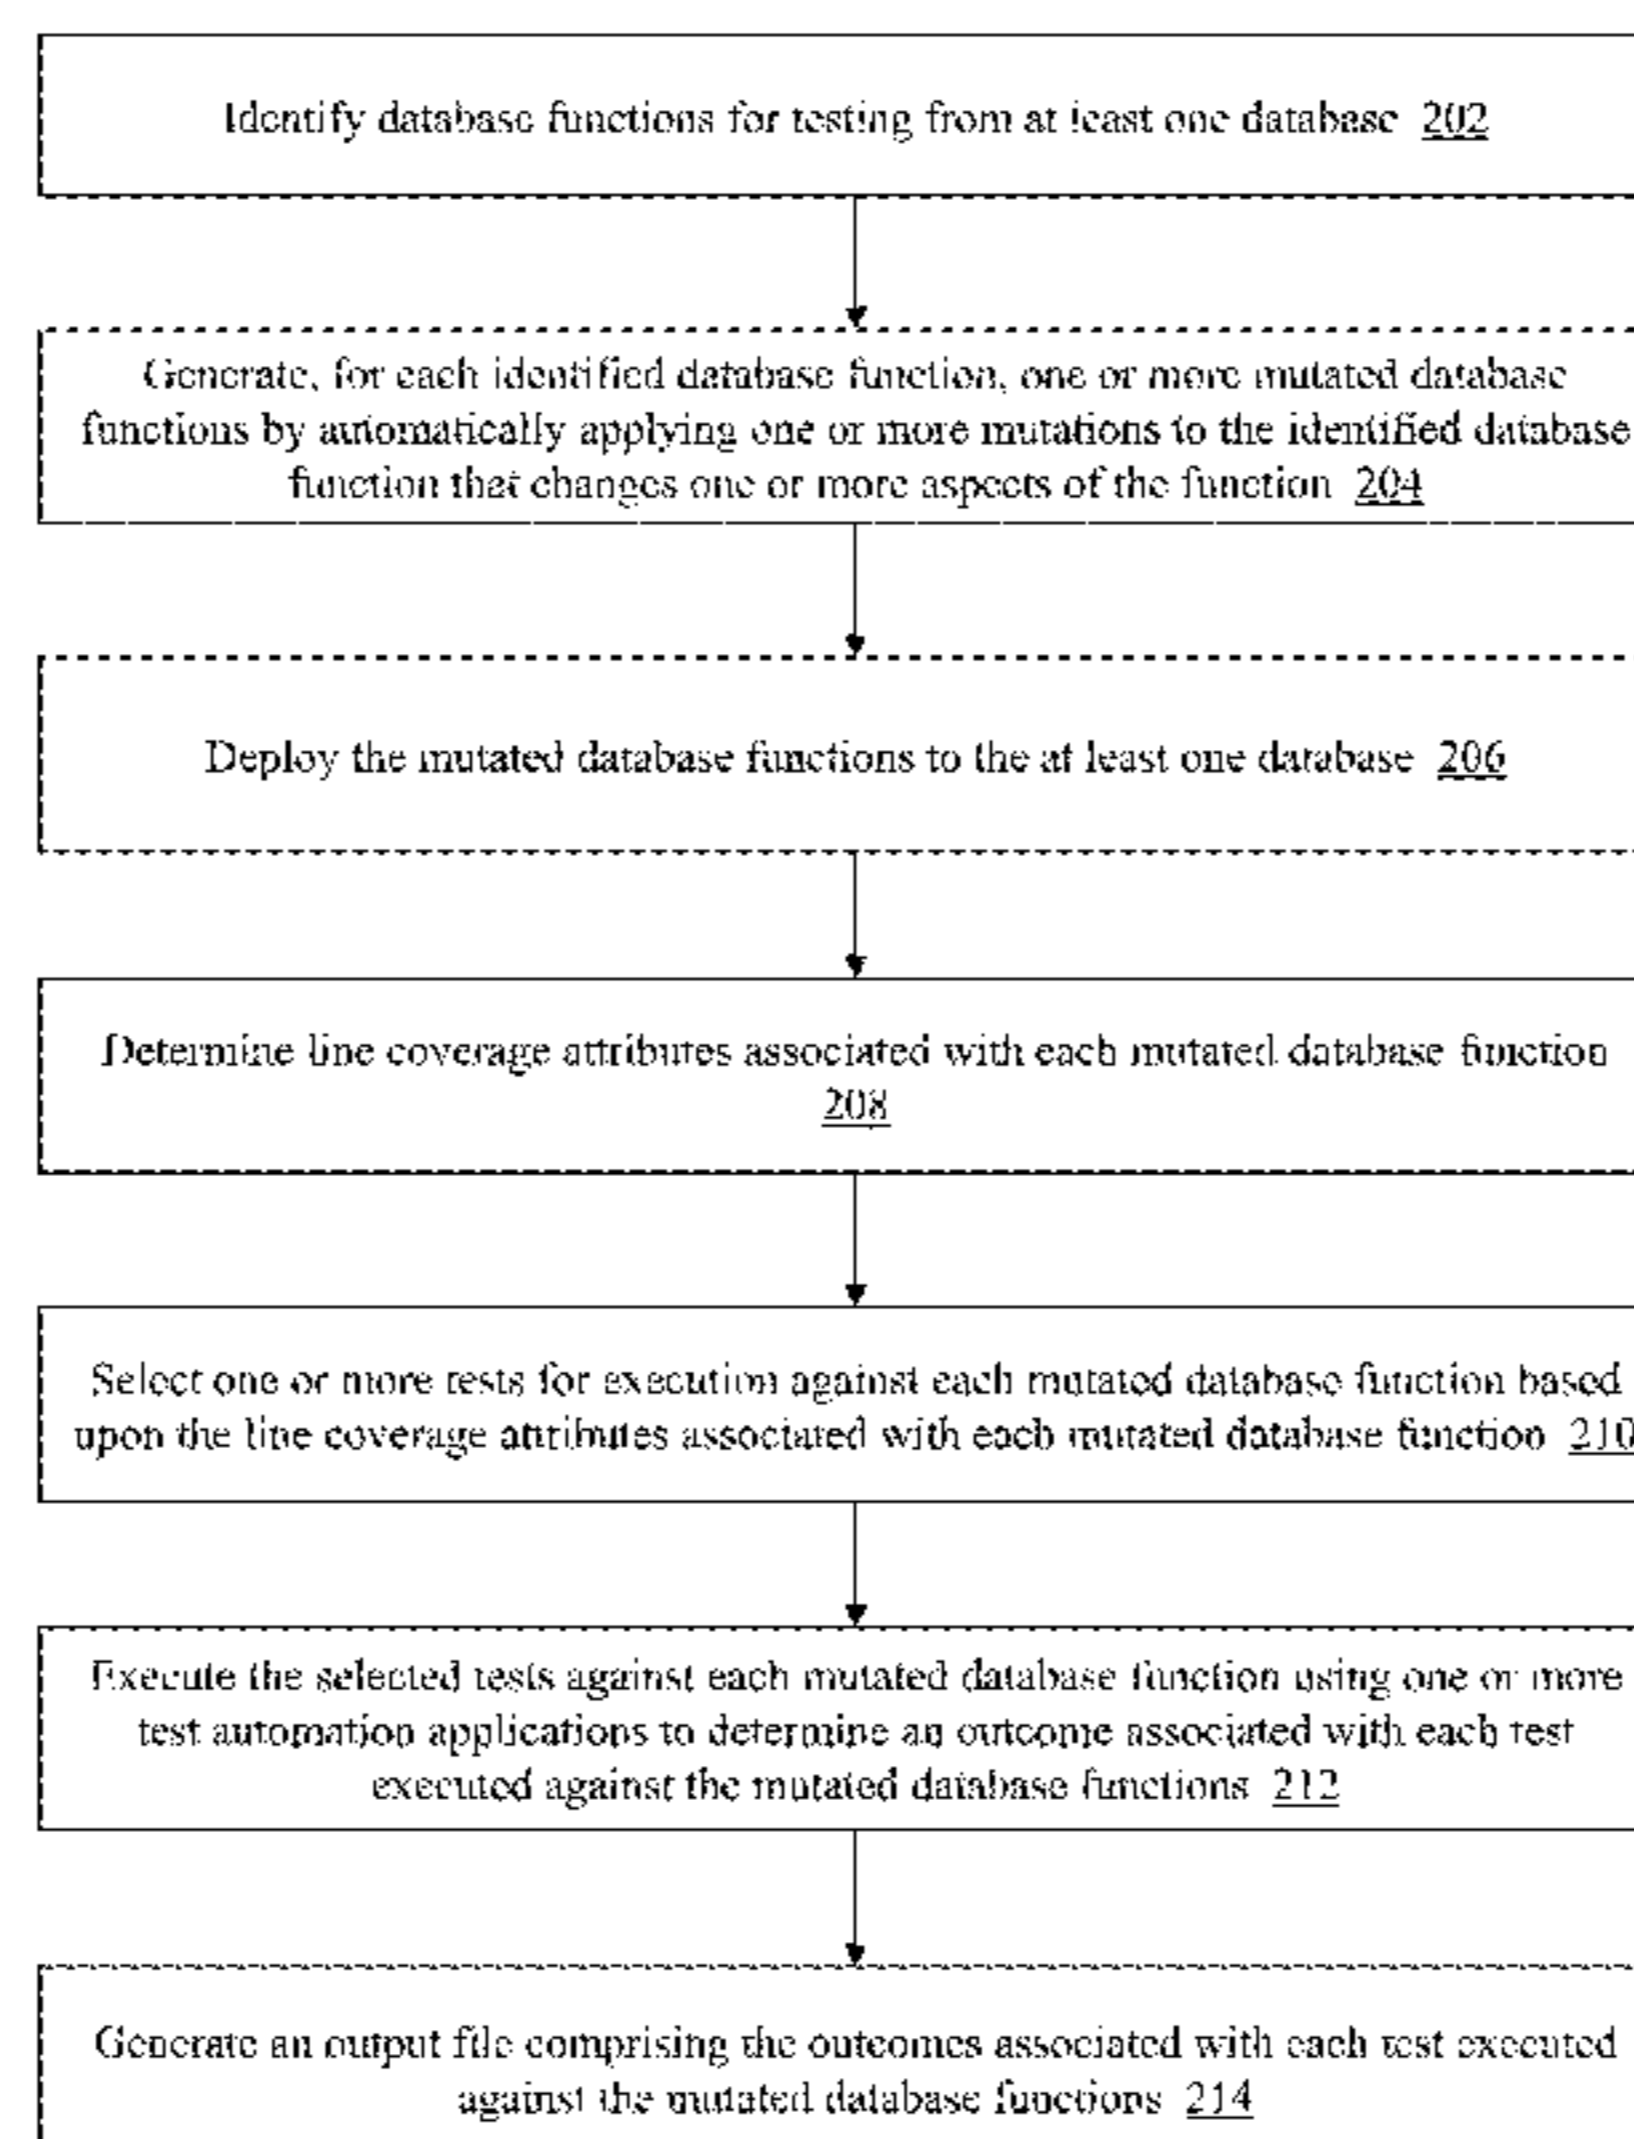 Identify database functions for testing from at least one database 202
Generate, for each identified database function, one or more mutated database
functions by automatically applying one or more mutations to the identified database
function that changes one or more aspects of the function 204
Deploy the mutated database functions to the at least one database 206
Determine line coverage attributes associated with each mutated database function
208
Select one or more tests for execution against each mutated database function based
upon the line coverage attributes associated with each mutated database function 210
Execute the selected tests against each mutated database function using one or more
test automation applications to determine an outcome associated with each test
executed against the mutated database functions 212
Generate an output file comprising the outcomes associated with each test executed
against the mutated database functions 214